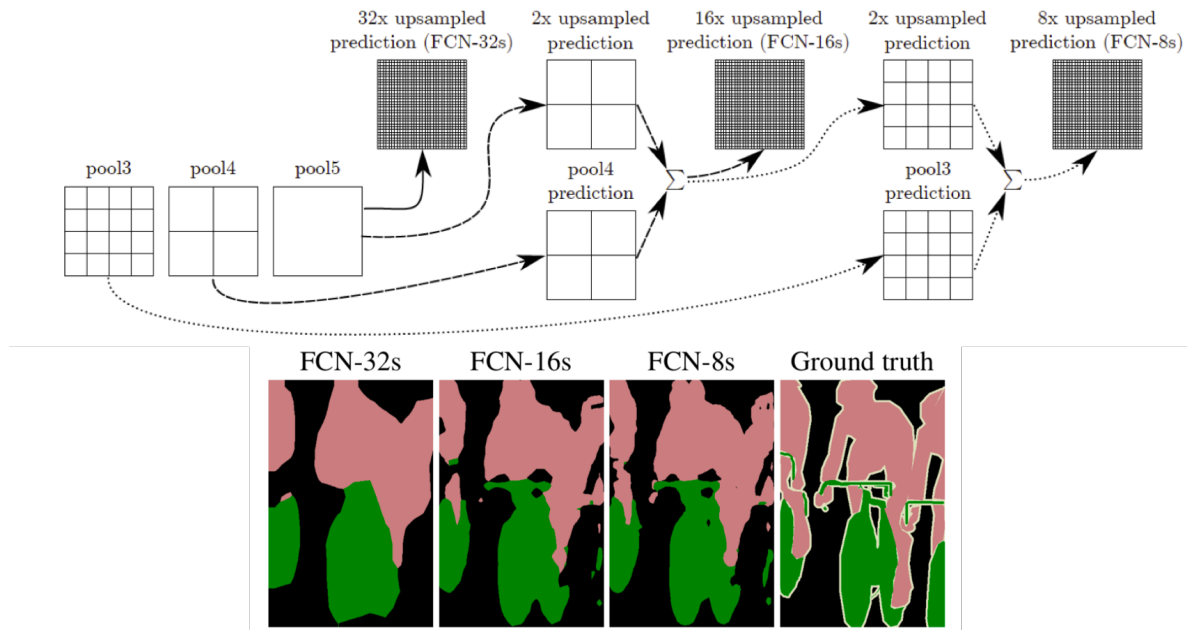 32x upsampled
prediction (FCN-32s)
2x upsampled
prediction
16x upsampled
prediction (FCN-16s)
2x upsampled
prediction
8x upsampled
prediction (FCN-8s)
pool3
pool4
pool5
pool4
prediction
Σ
pool3
prediction
Σ
FCN-32s
FCN-16s
FCN-8s
Ground truth